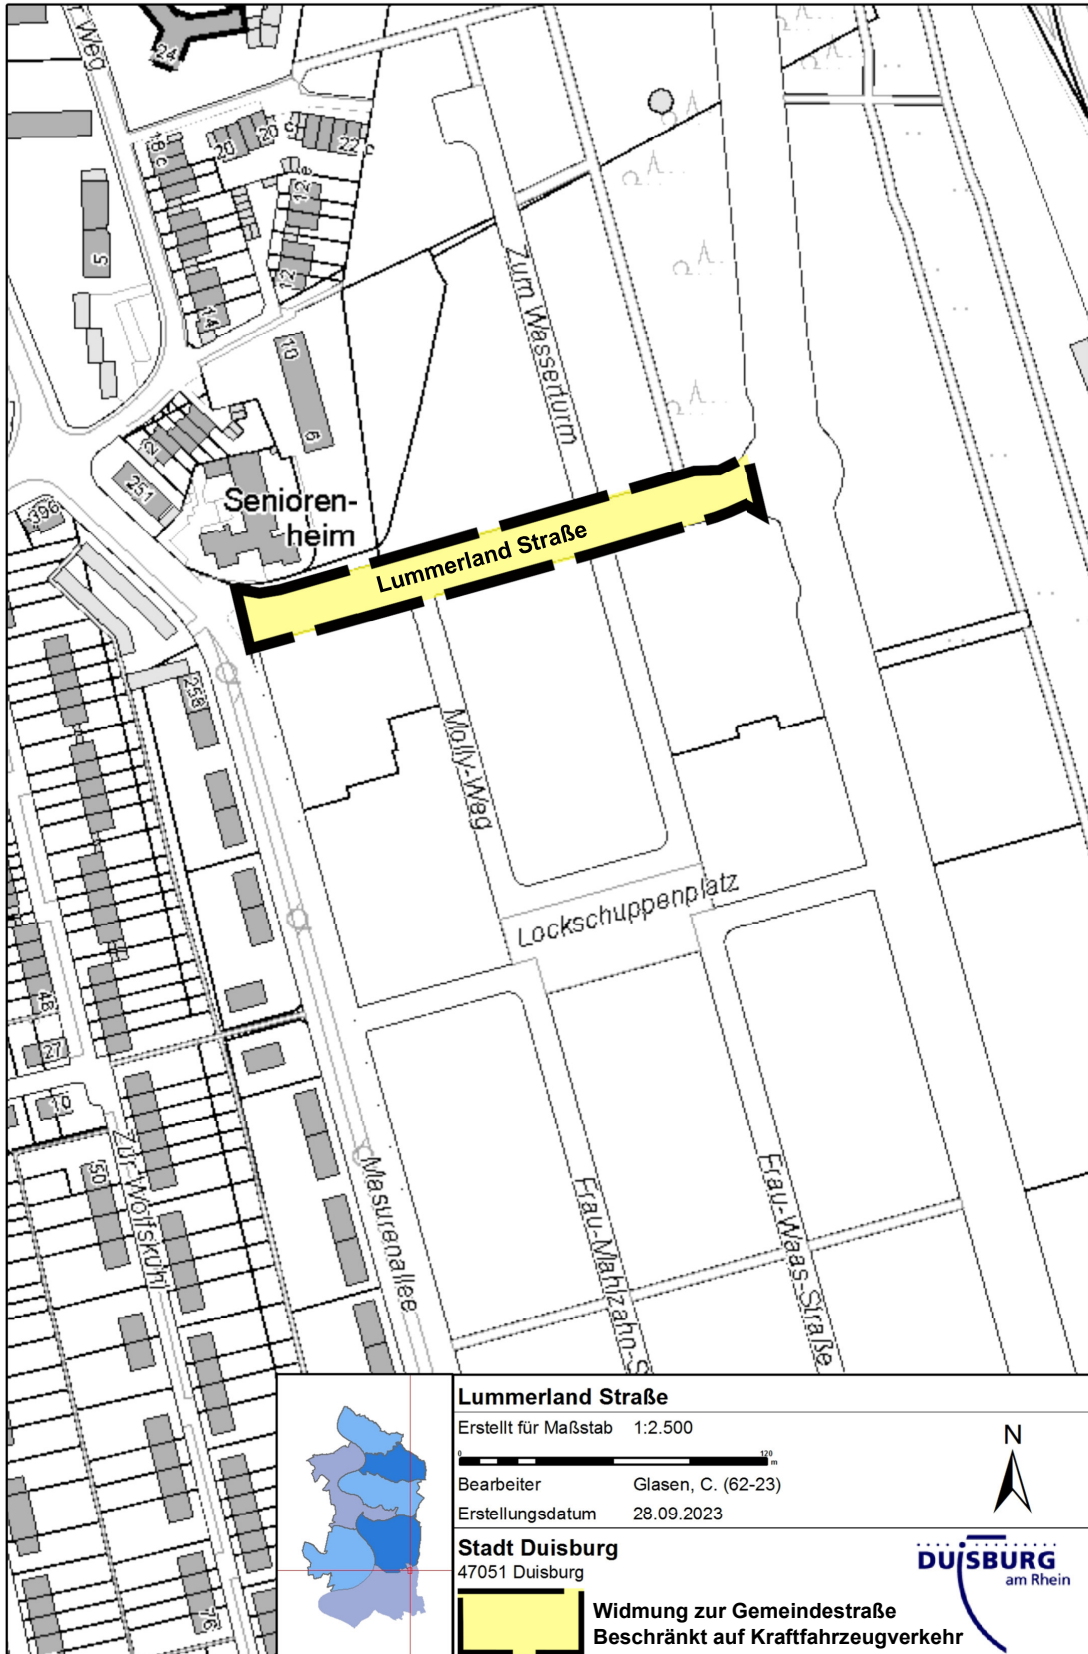 Weg
24
18 c
20
20 c
22 c
12 e
12
5
14
10
6
2
251
396
Senioren-
heim
Zum Wasserturm
Lummerland Straße
258
Molly-Weg
Lockschuppenplatz
48
27
10
50
Zur Wolfskuhl
Masurenallee
Frau-Mahlzahn-S
Frau-Waas-Straße
76
Lummerland Straße
Erstellt für Maßstab 1:2.500
0 120
m
Bearbeiter Glasen, C. (62-23)
Erstellungsdatum 28.09.2023
N
Stadt Duisburg
47051 Duisburg
DUISBURG
am Rhein
Widmung zur Gemeindestraße
Beschränkt auf Kraftfahrzeugverkehr